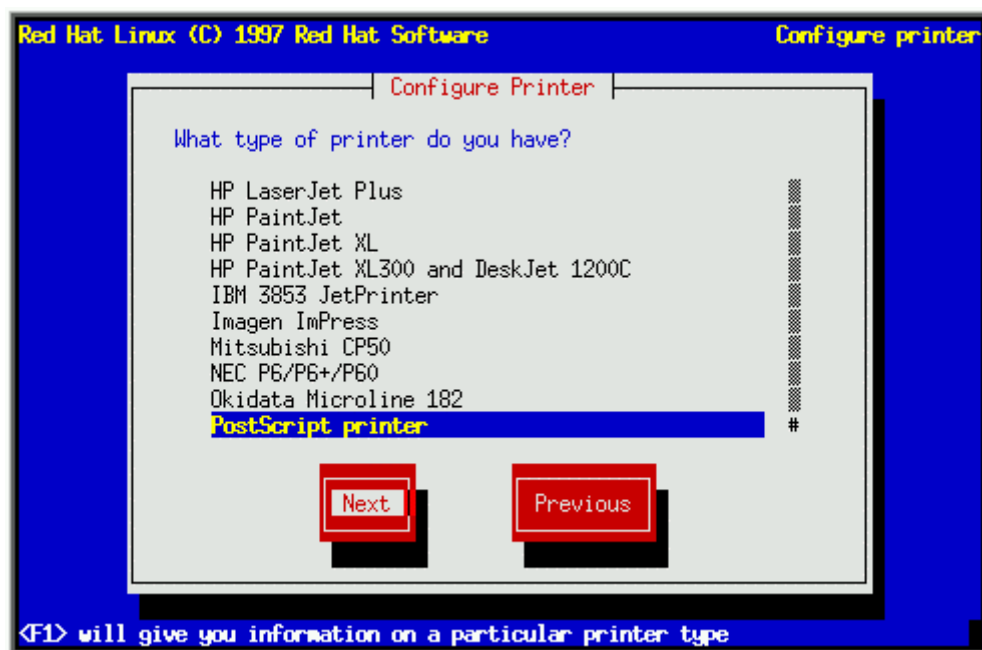 Red Hat Linux (C) 1997 Red Hat Software Configure printer
Configure Printer
What type of printer do you have?
HP LaserJet Plus
HP PaintJet
HP PaintJet XL
HP PaintJet XL300 and DeskJet 1200C
IBM 3853 JetPrinter
Imagen ImPress
Mitsubishi CP50
NEC P6/P6+/P60
Okidata Microline 182
PostScript printer #
Next Previous
<F1> will give you information on a particular printer type